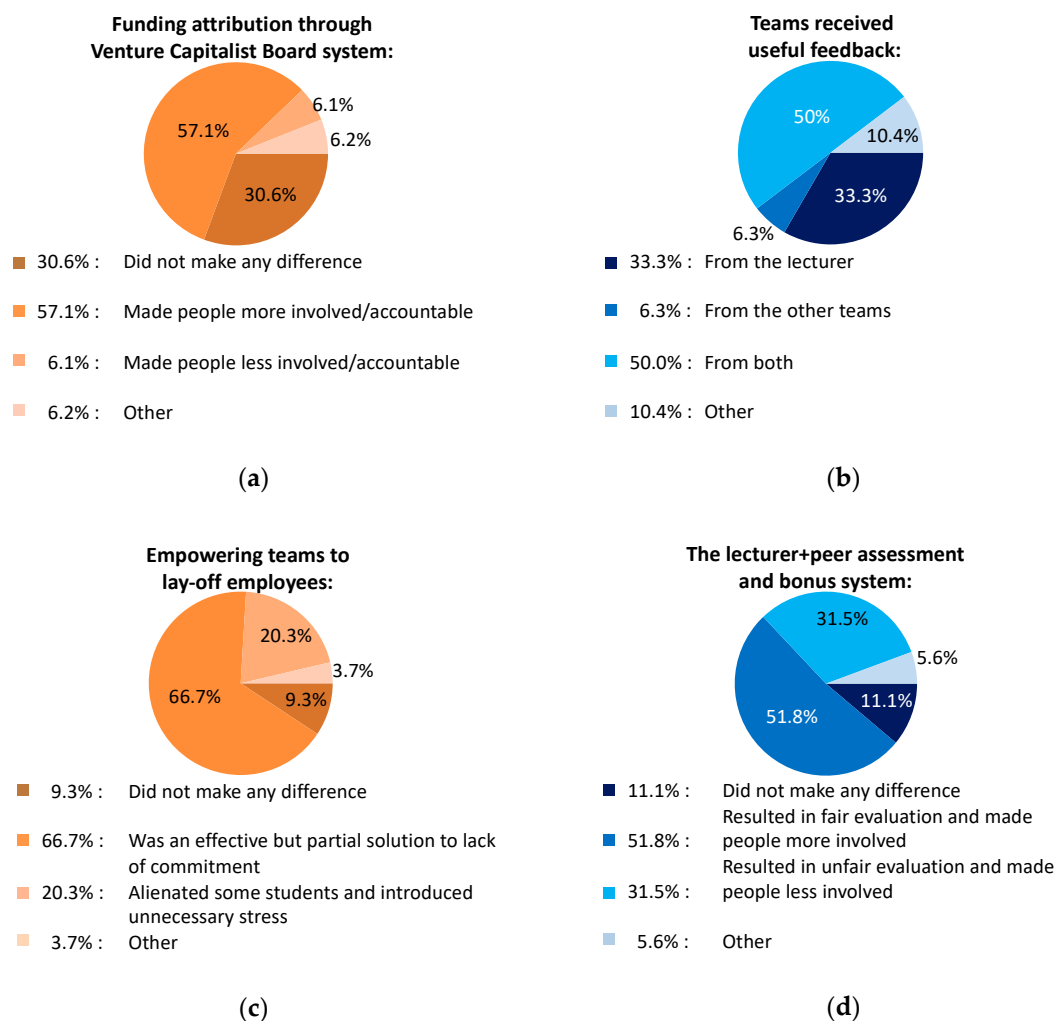 Funding attribution through
Venture Capitalist Board system:
57.1%
6.1%
6.2%
30.6%
30.6% : Did not make any difference
57.1% : Made people more involved/accountable
6.1% : Made people less involved/accountable
6.2% : Other
(a)
Teams received
useful feedback:
50%
10.4%
33.3%
6.3%
33.3% : From the lecturer
6.3% : From the other teams
50.0% : From both
10.4% : Other
(b)
Empowering teams to
lay-off employees:
20.3%
3.7%
66.7%
9.3%
9.3% : Did not make any difference
66.7% : Was an effective but partial solution to lack
of commitment
20.3% : Alienated some students and introduced
unnecessary stress
3.7% : Other
(c)
The lecturer+peer assessment
and bonus system:
31.5%
5.6%
11.1%
51.8%
11.1% : Did not make any difference
Resulted in fair evaluation and made
51.8% : people more involved
Resulted in unfair evaluation and made
31.5% : people less involved
5.6% : Other
(d)